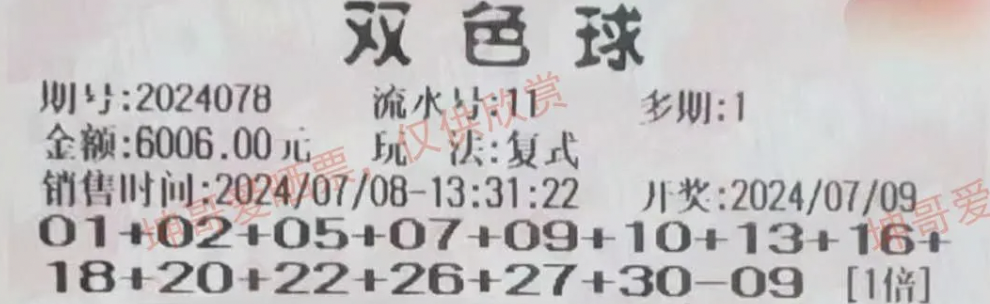 双色球
期号:2024078 流水号:11 多期:1
金额:6006.00元 玩 法:复式
销售时间:2024/07/08-13:31:22 开奖:2024/07/09
01+02+05+07+09+10+13+16+
18+20+22+26+27+30-09 [1倍]
坤哥爱晒票,仅供欣赏
坤哥爱